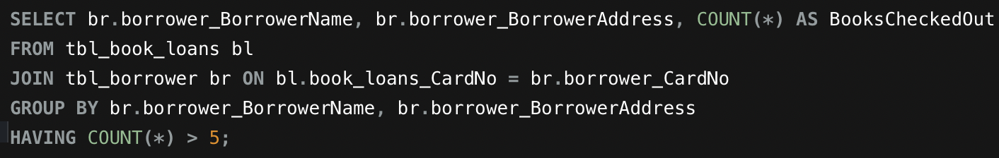 SELECT br.borrower_BorrowerName, br.borrower_BorrowerAddress, COUNT(*) AS BooksCheckedOut
FROM tbl_book_loans bl
JOIN tbl_borrower br ON bl.book_loans_CardNo = br.borrower_CardNo
GROUP BY br.borrower_BorrowerName, br.borrower_BorrowerAddress
HAVING COUNT(*) > 5;